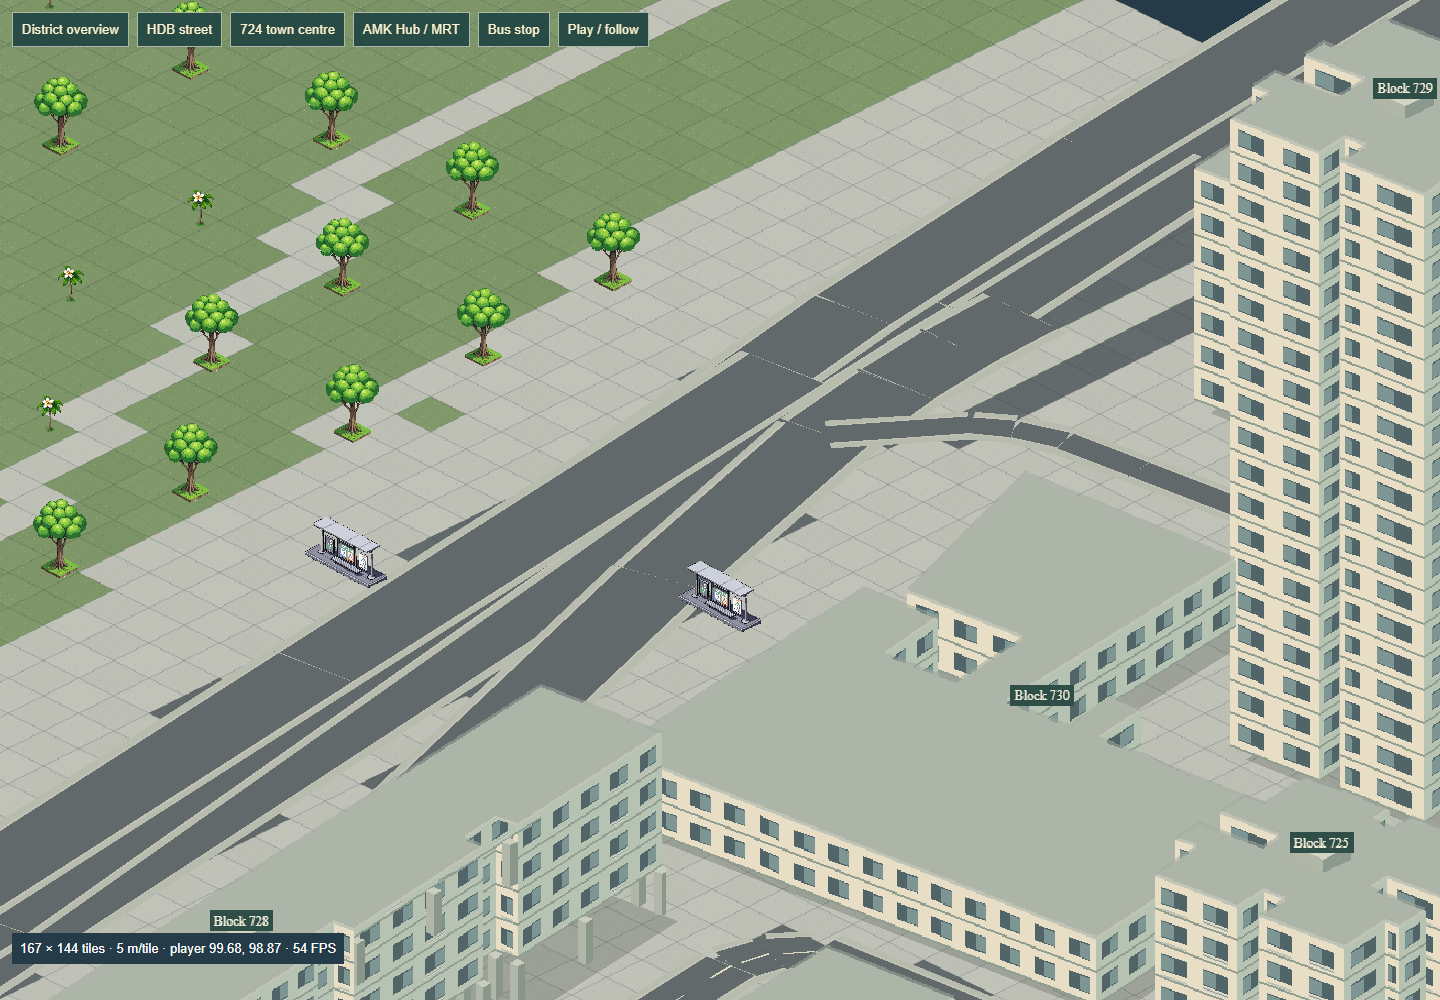 District overview
HDB street
724 town centre
AMK Hub / MRT
Bus stop
Play / follow
Block 729
Block 730
Block 725
Block 728
167 × 144 tiles · 5 m/tile · player 99.68, 98.87 · 54 FPS